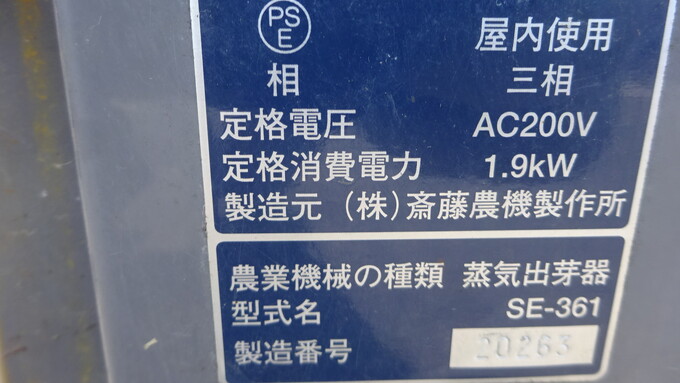 PS
E
屋内使用
相 三相
定格電圧 AC200V
定格消費電力 1.9kW
製造元 (株)斎藤農機製作所
農業機械の種類 蒸気出芽器
型式名 SE-361
製造番号 20263